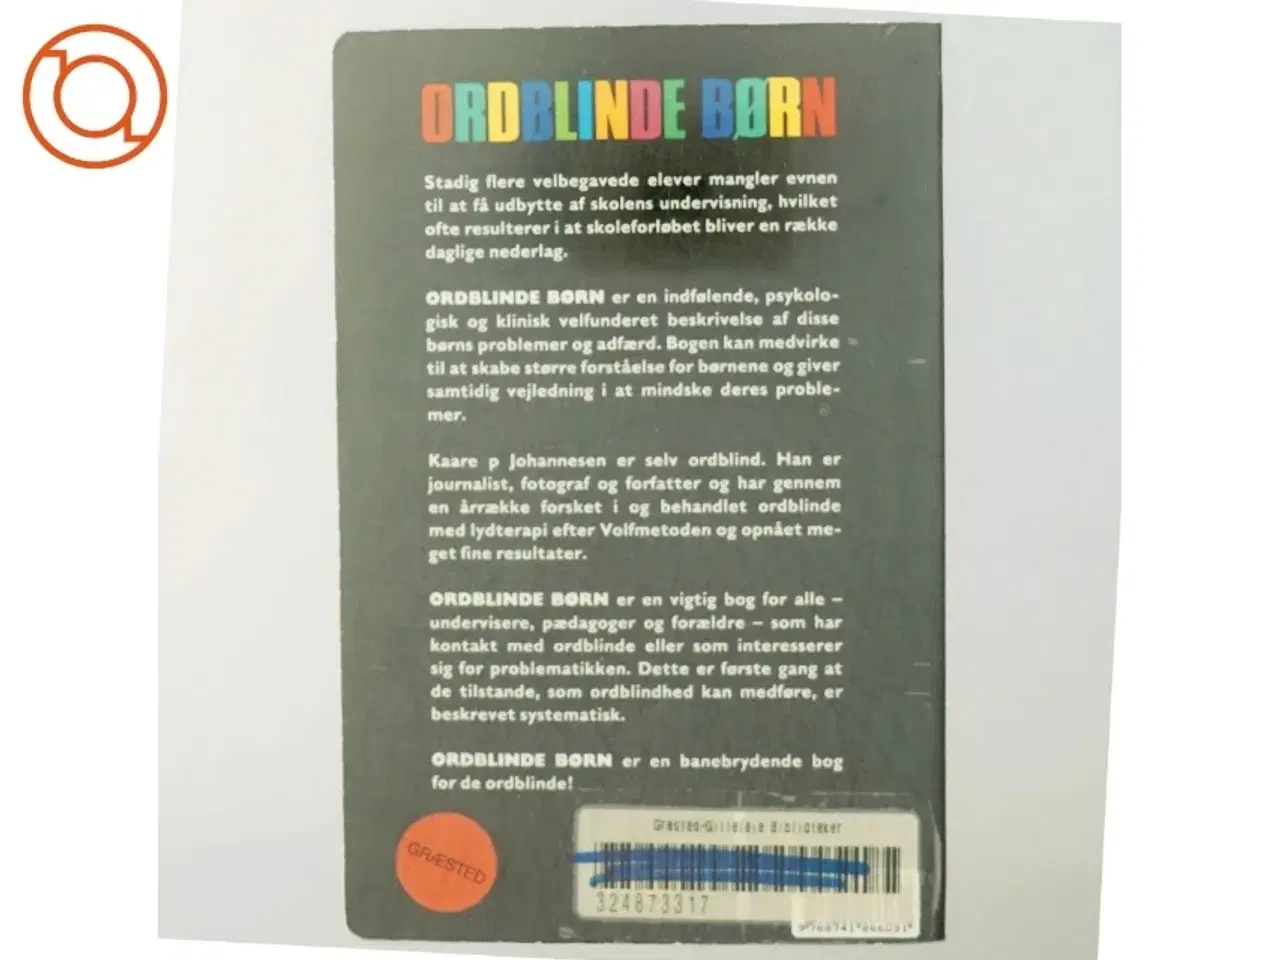 ORDBLINDE BØRN
Stadig flere velbegavede elever mangler evnen
til at få udbytte af skolens undervisning, hvilket
ofte resulterer i at skoleforløbet bliver en række
daglige nederlag.
ORDBLINDE BØRN er en indfølende, psykolo-
gisk og klinisk velfunderet beskrivelse af disse
børns problemer og adfærd. Bogen kan medvirke
til at skabe større forståelse for børnene og giver
samtidig vejledning i at mindske deres proble-
mer.
Kaare p Johannesen er selv ordblind. Han er
journalist, fotograf og forfatter og har gennem
en årrække forsket i og behandlet ordblinde
med lydterapi efter Volfmetoden og opnået me-
get fine resultater.
ORDBLINDE BØRN er en vigtig bog for alle –
undervisere, pædagoger og forældre – som har
kontakt med ordblinde eller som interesserer
sig for problematikken. Dette er første gang at
de tilstande, som ordblindhed kan medføre, er
beskrevet systematisk.
ORDBLINDE BØRN er en banebrydende bog
for de ordblinde!
GRÆSTED
Græsted-Gilleleje Biblioteker
324873317